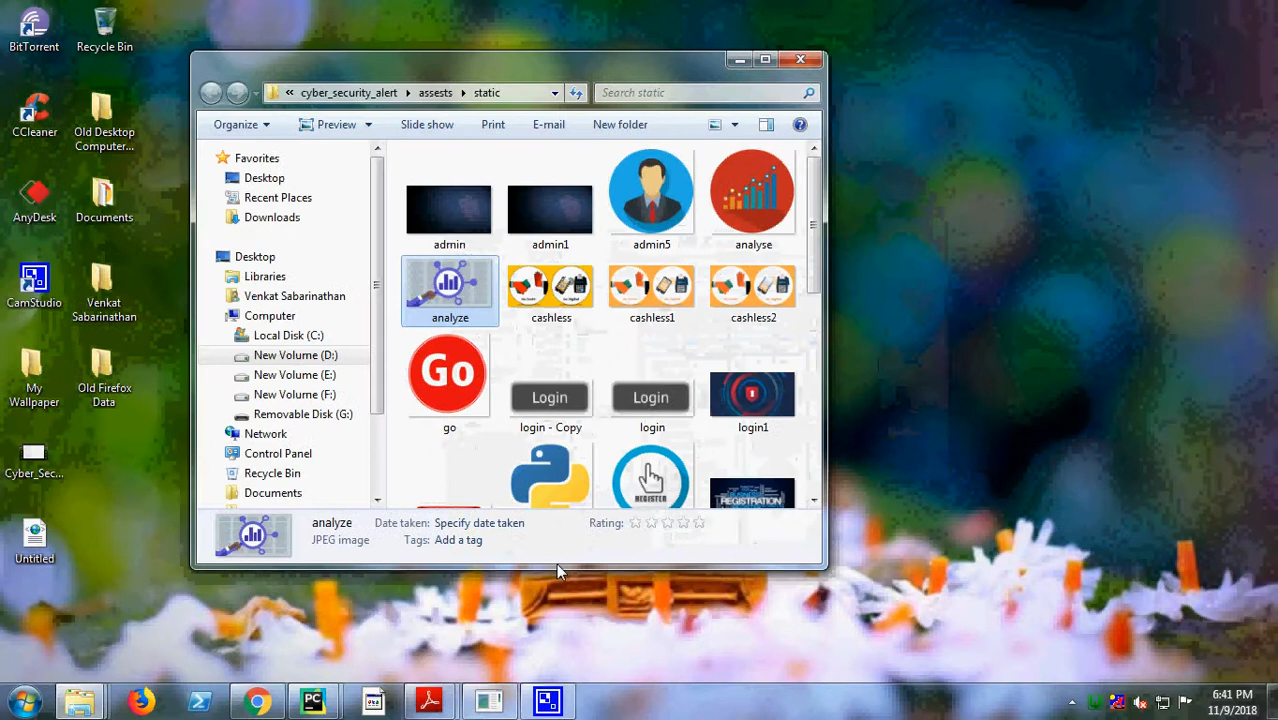 BitTorrent
Recycle Bin
CCleaner
Old Desktop
Computer...
AnyDesk
Documents
CamStudio
Venkat
Sabarinathan
My
Wallpaper
Old Firefox
Data
Cyber_Sec...
Untitled
« cyber_security_alert ▸ assests ▸ static
Search static
Organize
Preview
Slide show
Print
E-mail
New folder
Favorites
Desktop
Recent Places
Downloads
Desktop
Libraries
Venkat Sabarinathan
Computer
Local Disk (C:)
New Volume (D:)
New Volume (E:)
New Volume (F:)
Removable Disk (G:)
Network
Control Panel
Recycle Bin
Documents
admin
admin1
admin5
analyse
analyze
cashless
cashless1
cashless2
Go
Login
Login
go
login - Copy
login
login1
REGISTER
REGISTRATION
analyze
Date taken: Specify date taken
Rating:
JPEG image
Tags: Add a tag
PC
6:41 PM
11/9/2018